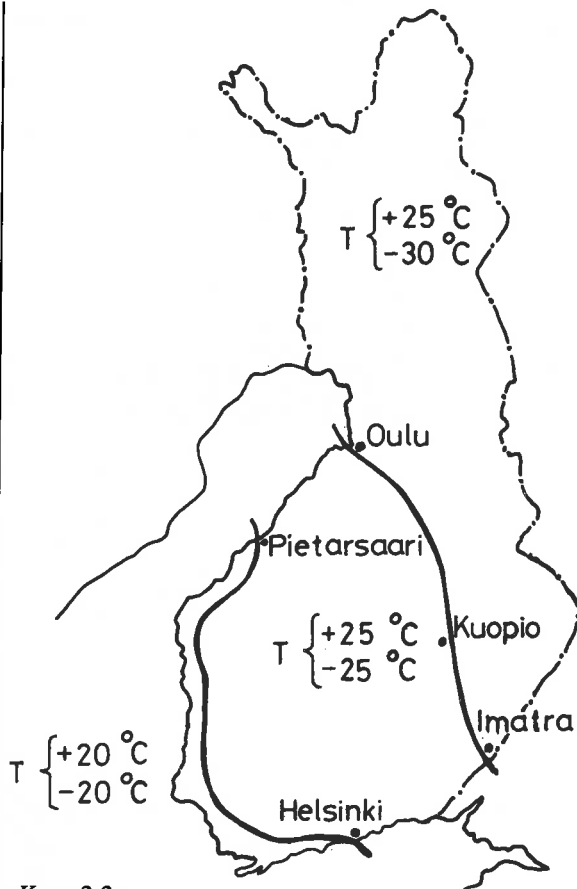 T { +25 °C
-30 °C
Oulu
Pietarsaari
Kuopio
T { +25 °C
-25 °C
Imatra
T { +20 °C
-20 °C
Helsinki